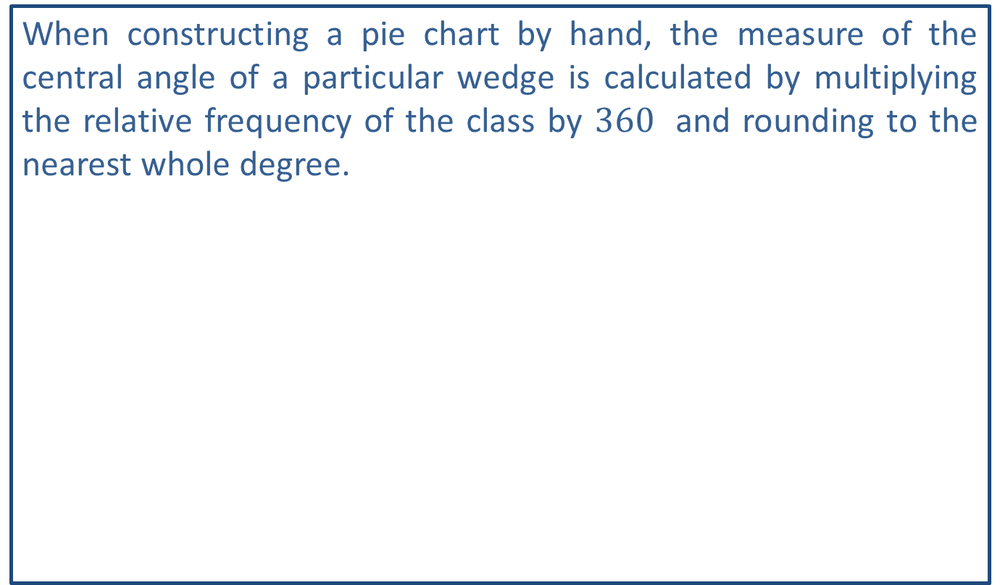 When constructing a pie chart by hand, the measure of the
central angle of a particular wedge is calculated by multiplying
the relative frequency of the class by 360 and rounding to the
nearest whole degree.